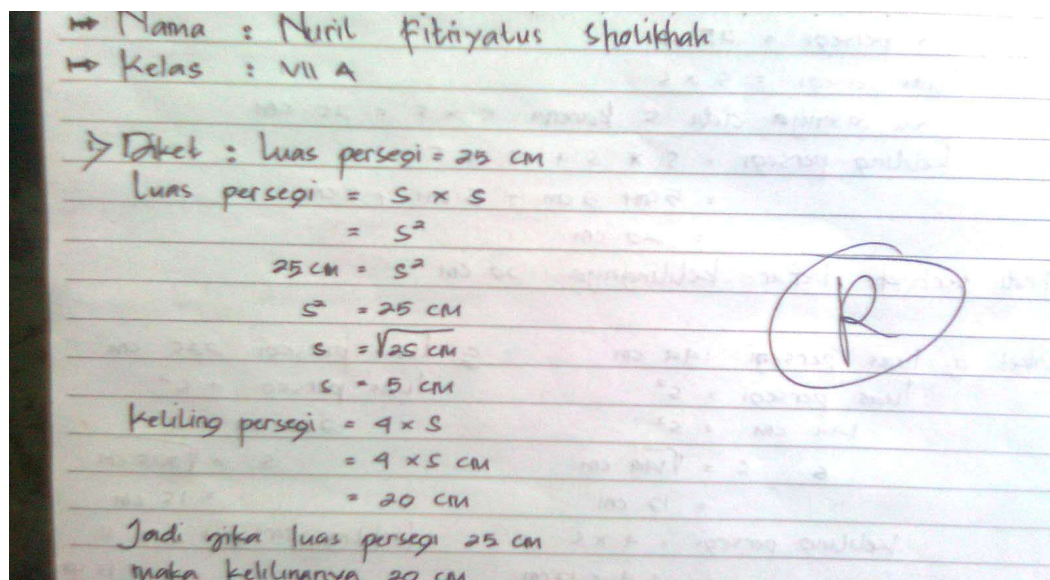 Nama : Nuril Fitriyatus Sholikhah
Kelas : VII A
1> Diket : Luas persegi = 25 cm
Luas persegi = s x s
= s²
25 cm = s²
s² = 25 cm
s = √25 cm
s = 5 cm
Keliling persegi = 4 x s
= 4 x 5 cm
= 20 cm
Jadi jika luas persegi 25 cm
maka kelilingnya 20 cm
R